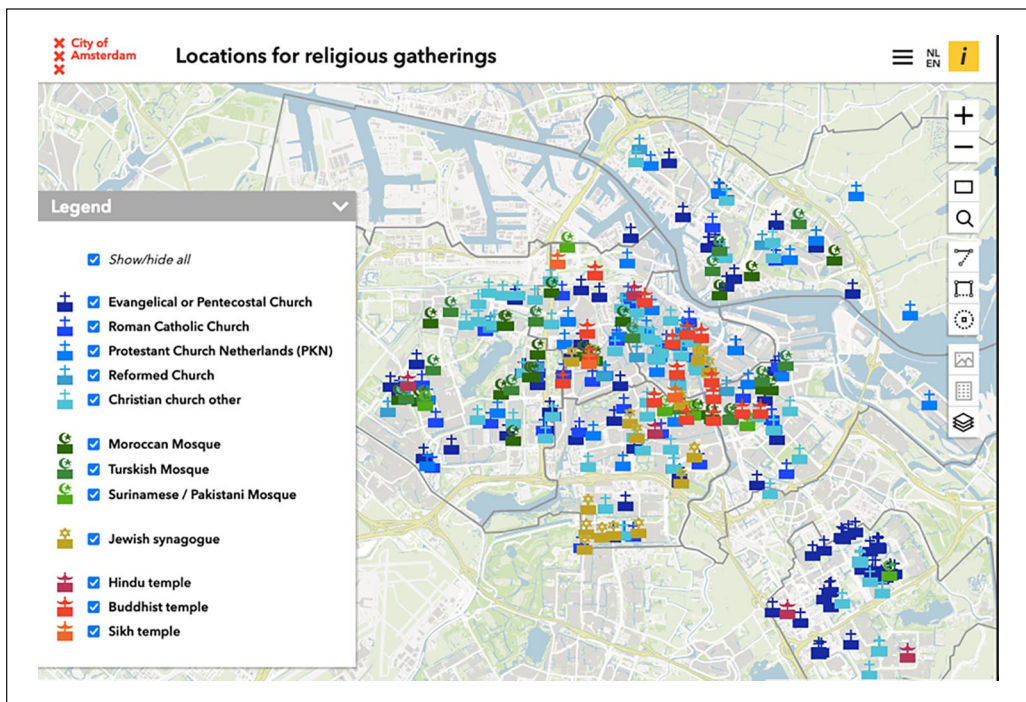 City of
Amsterdam
Locations for religious gatherings
NL
EN
i
Legend
Show/hide all
Evangelical or Pentecostal Church
Roman Catholic Church
Protestant Church Netherlands (PKN)
Reformed Church
Christian church other
Moroccan Mosque
Turskish Mosque
Surinamese / Pakistani Mosque
Jewish synagogue
Hindu temple
Buddhist temple
Sikh temple